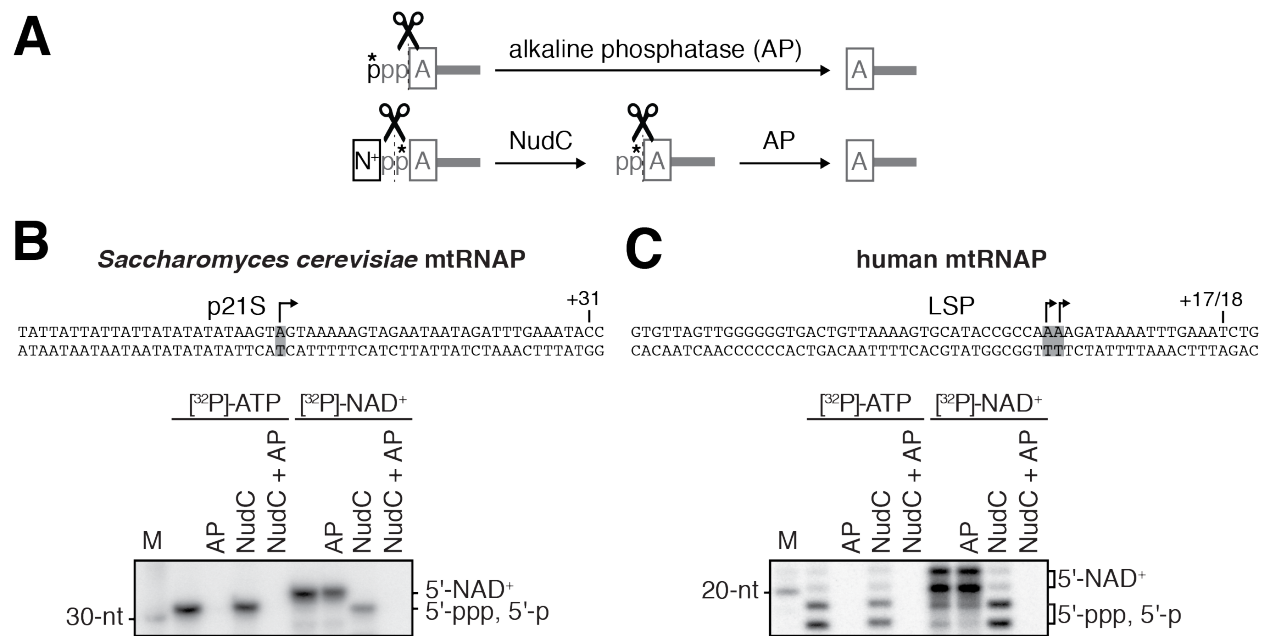 A
*
ppp A
alkaline phosphatase (AP)
A
N⁺ pp* A
NudC
pp* A
AP
A
B
Saccharomyces cerevisiae mtRNAP
p21S
+31
TATTATTATTATTATATATATAAGTAGTAAAAAGTAGAATAATAGATTTGAAATACC
ATAATAATAATAATATATATATTCATCATTTTTCATCTTATTATCTAAACTTTATGG
[³²P]-ATP
[³²P]-NAD⁺
M
AP
NudC
NudC + AP
AP
NudC
NudC + AP
5'-NAD⁺
5'-ppp, 5'-p
30-nt
C
human mtRNAP
LSP
+17/18
GTGTTAGTTGGGGGGTGACTGTTAAAAGTGCATACCGCCAAAAGATAAAATTTGAAATCTG
CACAATCAACCCCCCACTGACAATTTTCACGTATGGCGGTTTTCTATTTTAAACTTTAGAC
[³²P]-ATP
[³²P]-NAD⁺
M
AP
NudC
NudC + AP
AP
NudC
NudC + AP
20-nt
5'-NAD⁺
5'-ppp, 5'-p